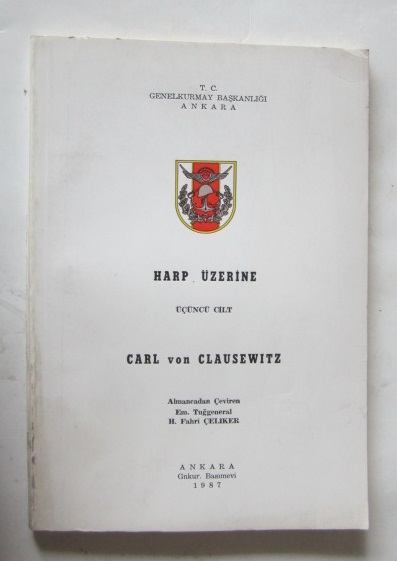 T. C.
GENELKURMAY BAŞKANLIĞI
ANKARA
HARP ÜZERİNE
ÜÇÜNCÜ CİLT
CARL von CLAUSEWITZ
Almancadan Çeviren
Em. Tuğgeneral
H. Fahri ÇELİKER
ANKARA
Gnkur. Basımevi
1987